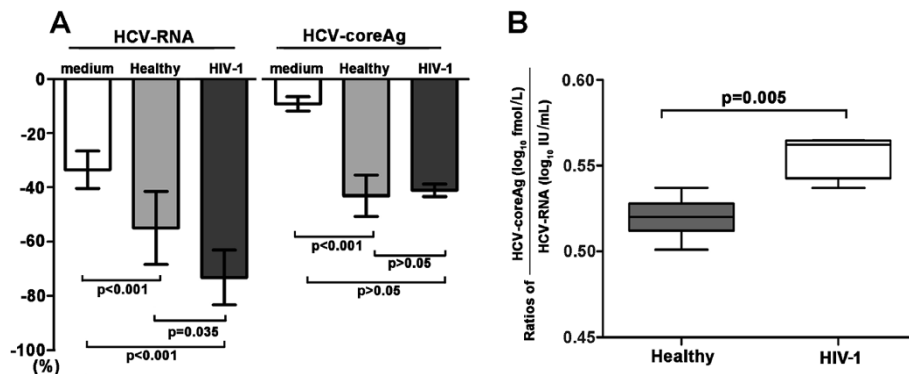 A
HCV-RNA
HCV-coreAg
medium Healthy HIV-1
medium Healthy HIV-1
0
-20
-40
-60
-80
-100
(%)
p<0.001
p=0.035
p<0.001
p<0.001
p>0.05
p>0.05
B
0.60
0.55
0.50
0.45
p=0.005
Ratios of HCV-coreAg (log10 fmol/L)
HCV-RNA (log10 IU/mL)
Healthy
HIV-1